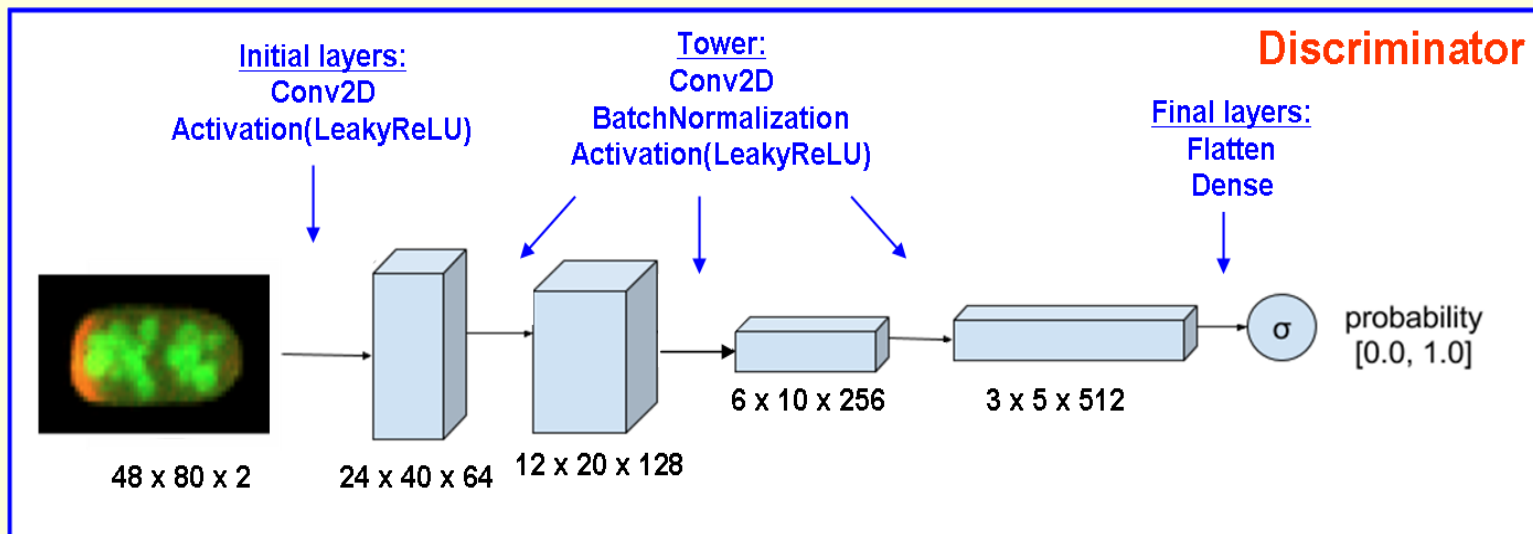 Discriminator
Initial layers:
Conv2D
Activation(LeakyReLU)
Tower:
Conv2D
BatchNormalization
Activation(LeakyReLU)
Final layers:
Flatten
Dense
σ
probability
[0.0, 1.0]
48 x 80 x 2
24 x 40 x 64
12 x 20 x 128
6 x 10 x 256
3 x 5 x 512